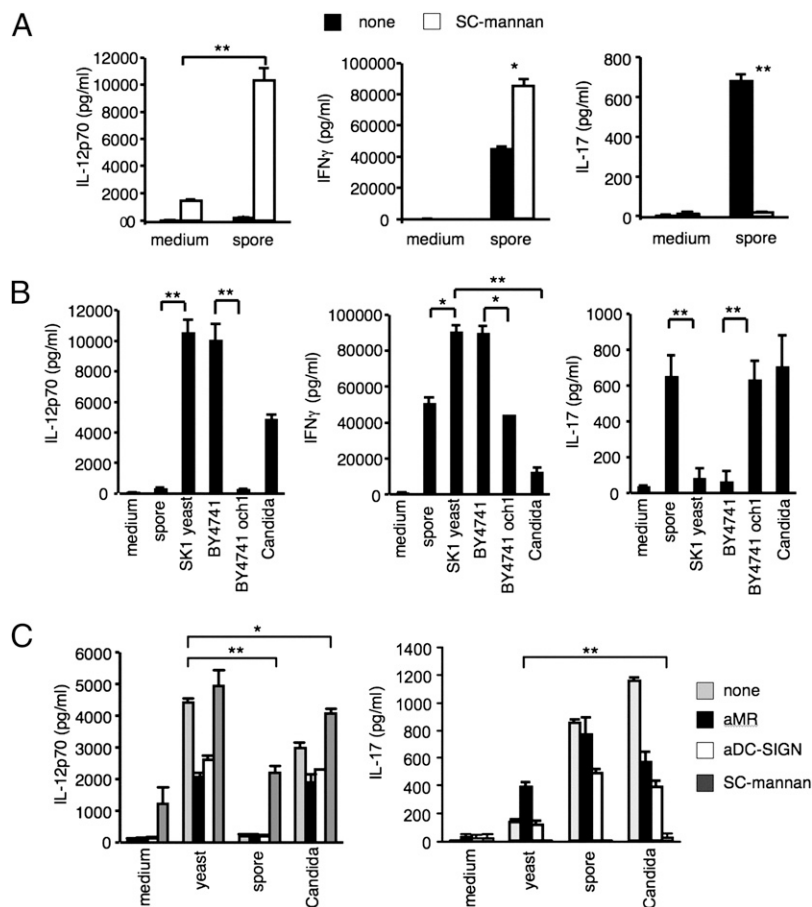 A
none SC-mannan
IL-12p70 (pg/ml)
12000
10000
8000
6000
4000
2000
00
**
medium spore
IFNγ (pg/ml)
100000
80000
60000
40000
20000
0
*
medium spore
IL-17 (pg/ml)
800
600
400
200
0
**
medium spore
B
IL-12p70 (pg/ml)
12000
10000
8000
6000
4000
2000
0
** **
medium
spore
SK1 yeast
BY4741
BY4741 och1
Candida
IFNγ (pg/ml)
100000
80000
60000
40000
20000
0
**
* *
medium
spore
SK1 yeast
BY4741
BY4741 och1
Candida
IL-17 (pg/ml)
1000
800
600
400
200
0
** **
medium
spore
SK1 yeast
BY4741
BY4741 och1
Candida
C
IL-12p70 (pg/ml)
6000
5000
4000
3000
2000
1000
0
*
**
medium
yeast
spore
Candida
IL-17 (pg/ml)
1400
1200
1000
800
600
400
200
0
**
medium
yeast
spore
Candida
none
aMR
aDC-SIGN
SC-mannan